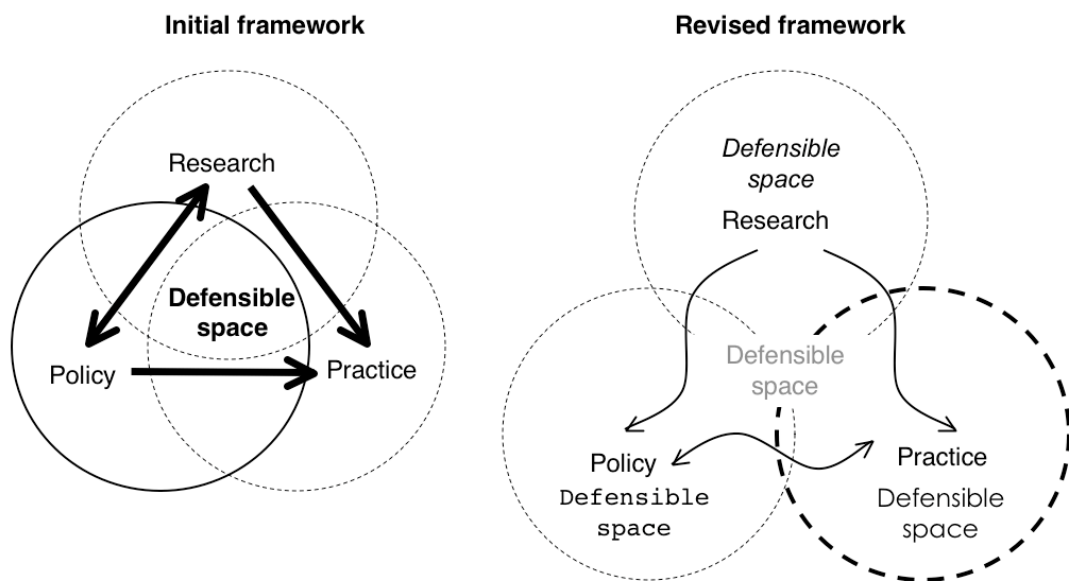 Initial framework
Research
Defensible
space
Policy
Practice
Revised framework
Defensible
space
Research
Defensible
space
Policy
Defensible
space
Practice
Defensible
space